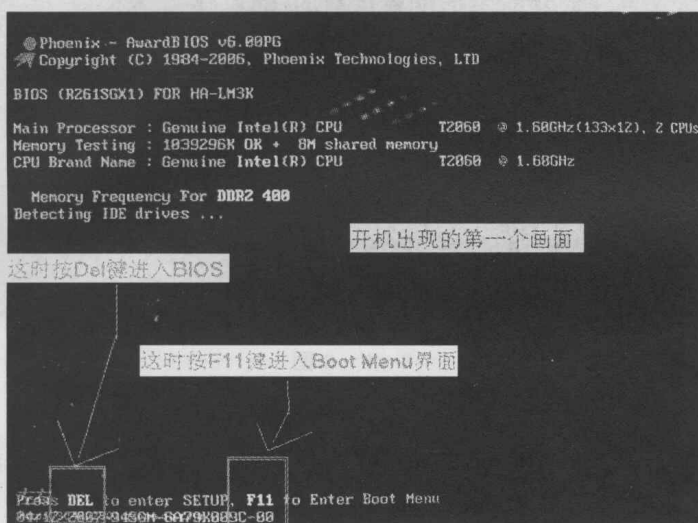 Phoenix - AwardBIOS v6.00PG
Copyright (C) 1984-2006, Phoenix Technologies, LTD
BIOS (R261SGX1) FOR HA-LM3K
Main Processor : Genuine Intel(R) CPU T2060 @ 1.60GHz(133x12), 2 CPUs
Memory Testing : 1039296K OK + 8M shared memory
CPU Brand Name : Genuine Intel(R) CPU T2060 @ 1.60GHz
Memory Frequency For DDR2 400
Detecting IDE drives ...
开机出现的第一个画面
这时按Del键进入BIOS
这时按F11键进入Boot Menu界面
Press DEL to enter SETUP, F11 to Enter Boot Menu
-945GM-6A79K009C-00